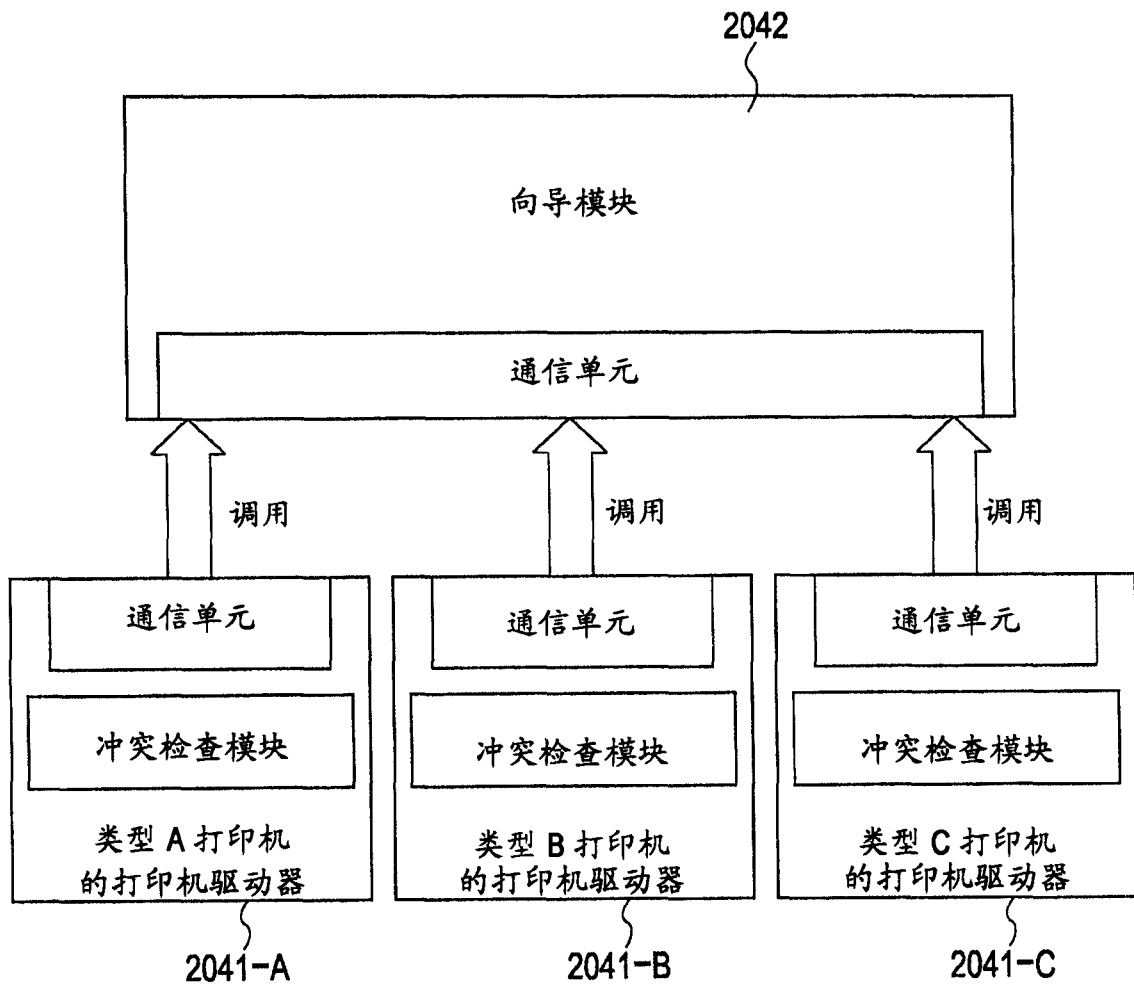 2042
向导模块
通信单元
调用
调用
调用
通信单元
通信单元
通信单元
冲突检查模块
冲突检查模块
冲突检查模块
类型 A 打印机
的打印机驱动器
类型 B 打印机
的打印机驱动器
类型 C 打印机
的打印机驱动器
2041-A
2041-B
2041-C